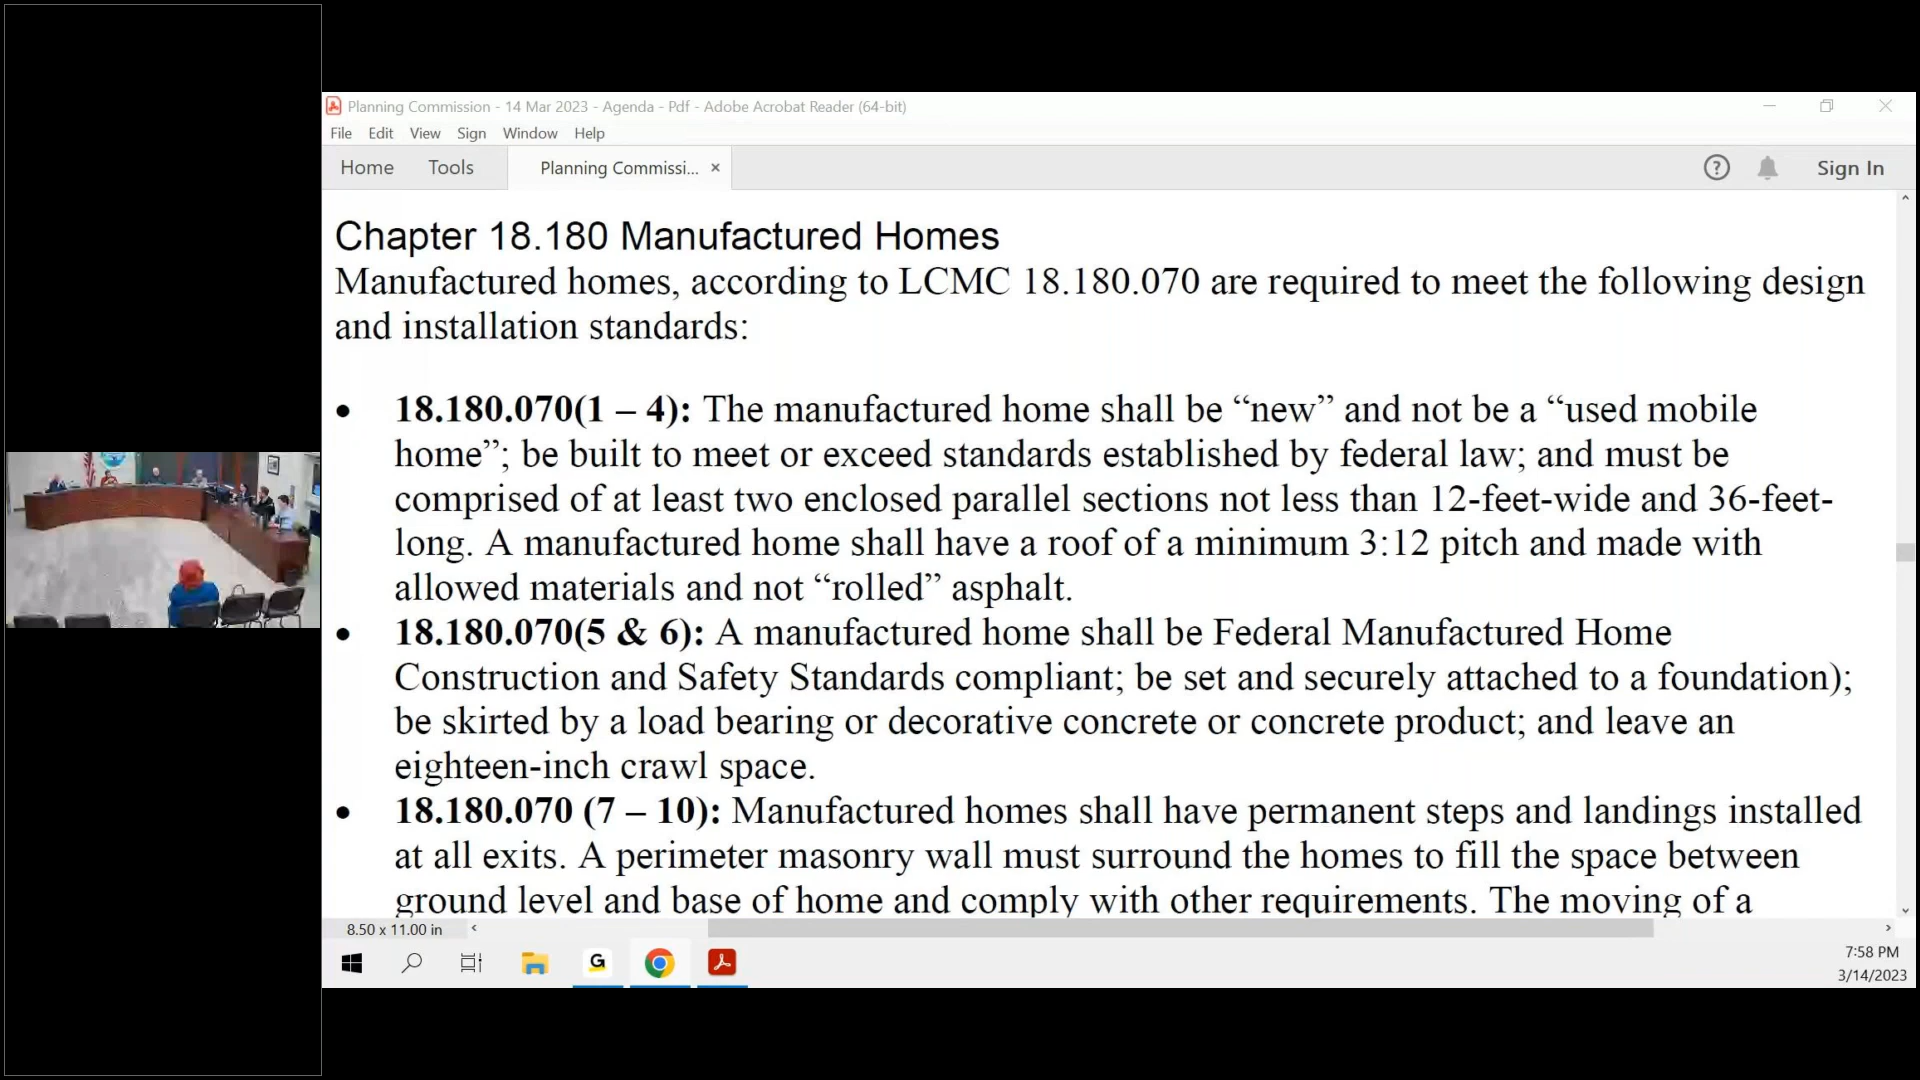 Planning Commission - 14 Mar 2023 - Agenda - Pdf - Adobe Acrobat Reader (64-bit)
File Edit View Sign Window Help
Home Tools Planning Commissi... × Sign In
Chapter 18.180 Manufactured Homes
Manufactured homes, according to LCMC 18.180.070 are required to meet the following design
and installation standards:
• 18.180.070(1 – 4): The manufactured home shall be “new” and not be a “used mobile
home”; be built to meet or exceed standards established by federal law; and must be
comprised of at least two enclosed parallel sections not less than 12-feet-wide and 36-feet-
long. A manufactured home shall have a roof of a minimum 3:12 pitch and made with
allowed materials and not “rolled” asphalt.
• 18.180.070(5 & 6): A manufactured home shall be Federal Manufactured Home
Construction and Safety Standards compliant; be set and securely attached to a foundation);
be skirted by a load bearing or decorative concrete or concrete product; and leave an
eighteen-inch crawl space.
• 18.180.070 (7 – 10): Manufactured homes shall have permanent steps and landings installed
at all exits. A perimeter masonry wall must surround the homes to fill the space between
ground level and base of home and comply with other requirements. The moving of a
8.50 x 11.00 in
G
7:58 PM
3/14/2023